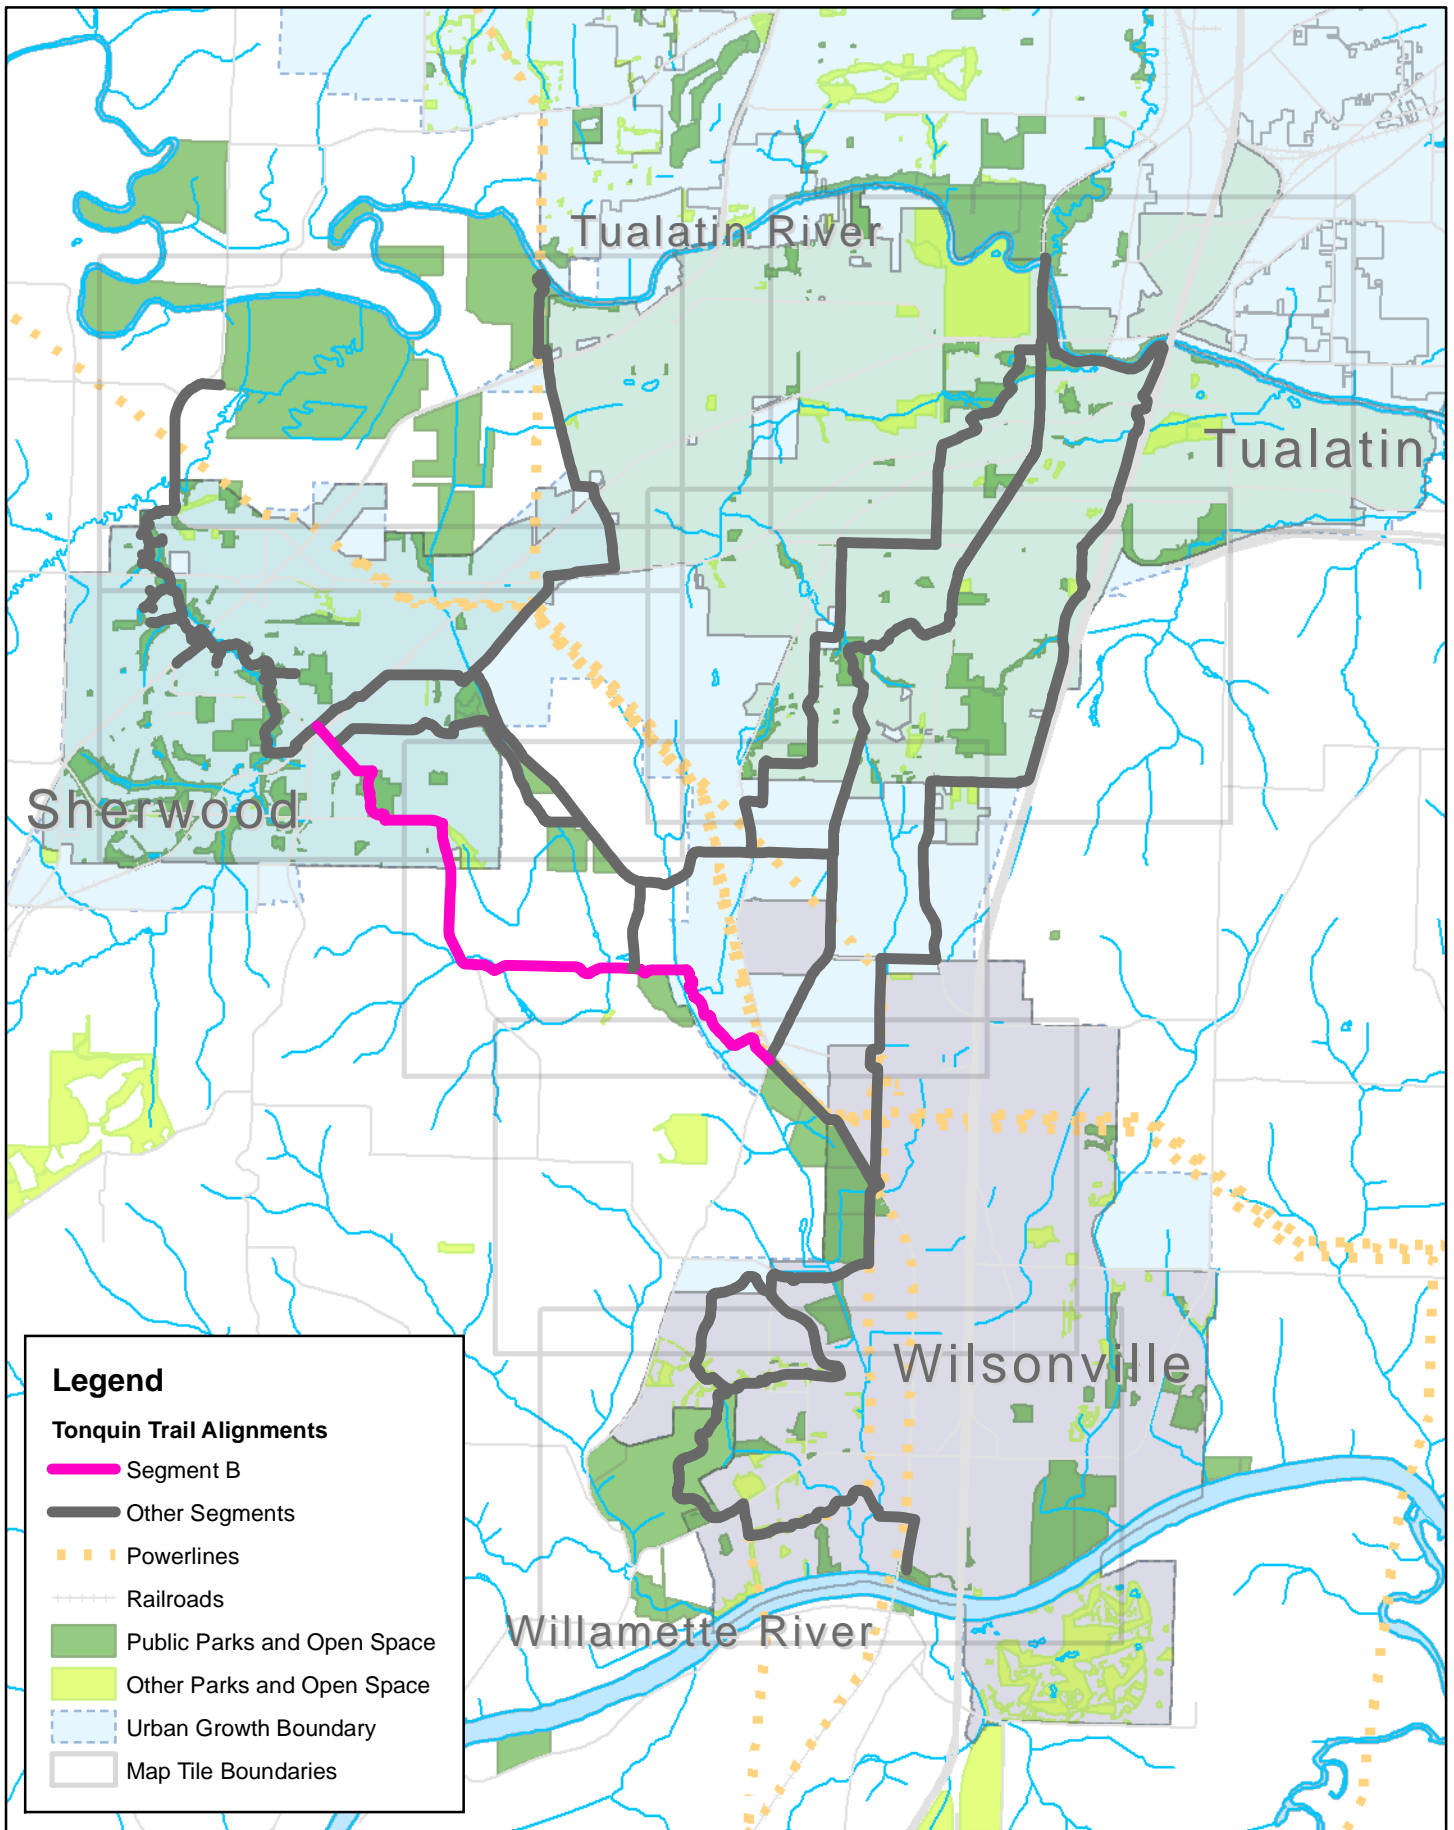 Tualatin River
Tualatin
Sherwood
Wilsonville
Willamette River
Legend
Tonquin Trail Alignments
Segment B
Other Segments
Powerlines
Railroads
Public Parks and Open Space
Other Parks and Open Space
Urban Growth Boundary
Map Tile Boundaries